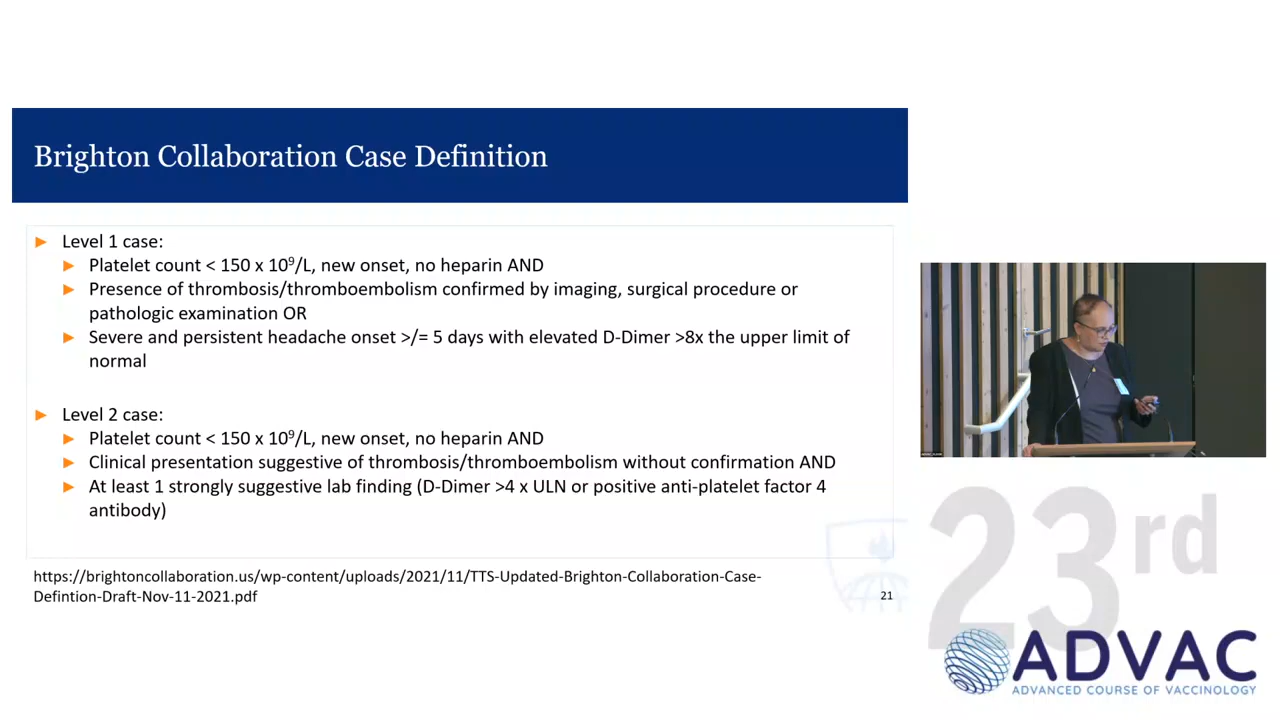 Brighton Collaboration Case Definition
► Level 1 case:
► Platelet count < 150 x 10⁹/L, new onset, no heparin AND
► Presence of thrombosis/thromboembolism confirmed by imaging, surgical procedure or
pathologic examination OR
► Severe and persistent headache onset >/= 5 days with elevated D-Dimer >8x the upper limit of
normal
► Level 2 case:
► Platelet count < 150 x 10⁹/L, new onset, no heparin AND
► Clinical presentation suggestive of thrombosis/thromboembolism without confirmation AND
► At least 1 strongly suggestive lab finding (D-Dimer >4 x ULN or positive anti-platelet factor 4
antibody)
https://brightoncollaboration.us/wp-content/uploads/2021/11/TTS-Updated-Brighton-Collaboration-Case-
Defintion-Draft-Nov-11-2021.pdf
21
23rd
ADVAC
ADVANCED COURSE OF VACCINOLOGY